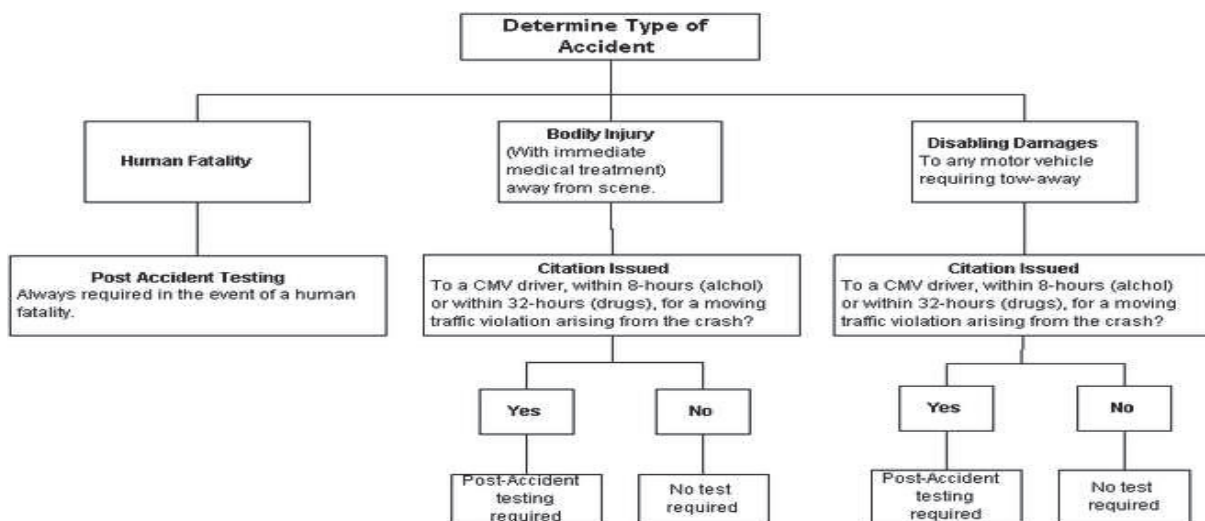 Determine Type of
Accident
Human Fatality
Bodily Injury
(With immediate
medical treatment)
away from scene.
Disabling Damages
To any motor vehicle
requiring tow-away
Post Accident Testing
Always required in the event of a human
fatality.
Citation Issued
To a CMV driver, within 8-hours (alchol)
or within 32-hours (drugs), for a moving
traffic violation arising from the crash?
Citation Issued
To a CMV driver, within 8-hours (alchol)
or within 32-hours (drugs), for a moving
traffic violation arising from the crash?
Yes
No
Yes
No
Post-Accident
testing
required
No test
required
Post-Accident
testing
required
No test
required